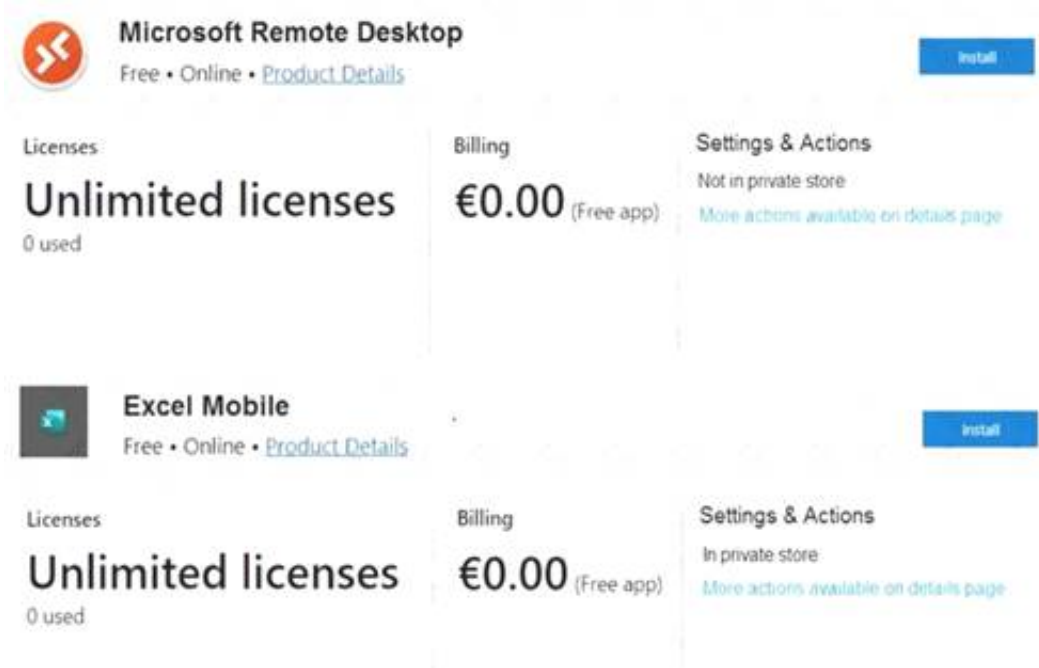 Microsoft Remote Desktop
Free • Online • Product Details
Install
Licenses
Unlimited licenses
0 used
Billing
€0.00 (Free app)
Settings & Actions
Not in private store
More actions available on details page
Excel Mobile
Free • Online • Product Details
Install
Licenses
Unlimited licenses
0 used
Billing
€0.00 (Free app)
Settings & Actions
In private store
More actions available on details page